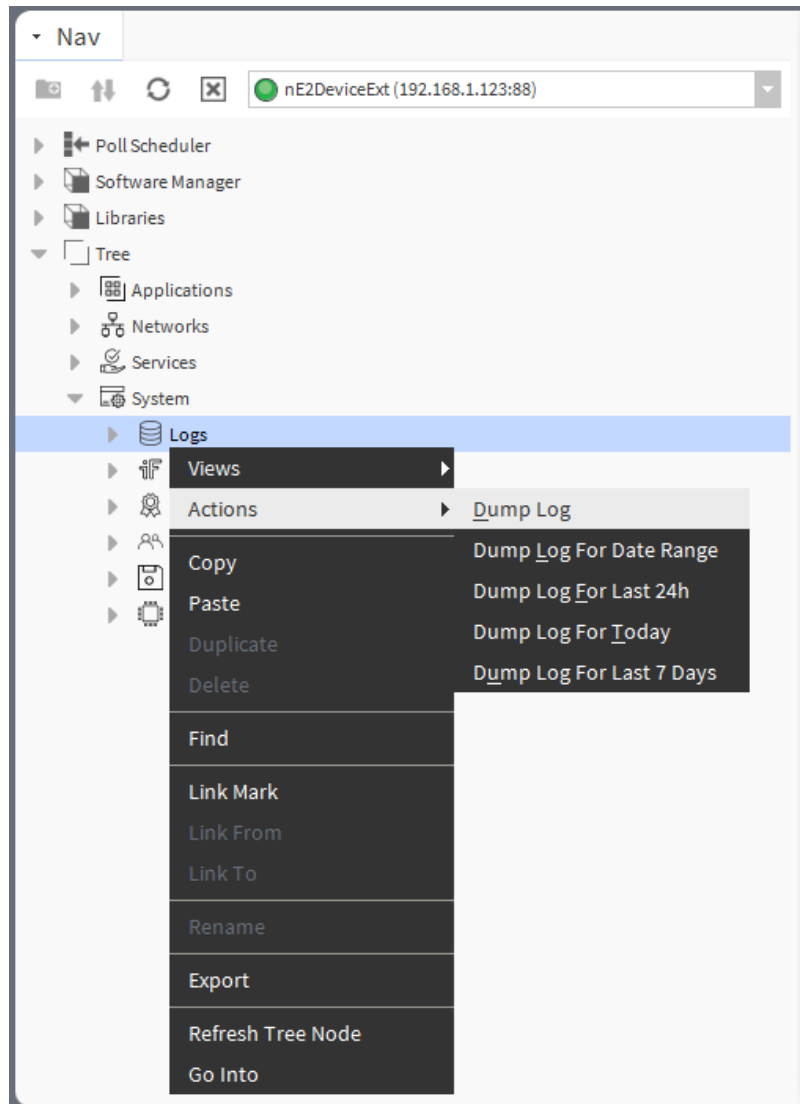 Nav
nE2DeviceExt (192.168.1.123:88)
Poll Scheduler
Software Manager
Libraries
Tree
Applications
Networks
Services
System
Logs
Views
Actions
Copy
Paste
Duplicate
Delete
Find
Link Mark
Link From
Link To
Rename
Export
Refresh Tree Node
Go Into
Dump Log
Dump Log For Date Range
Dump Log For Last 24h
Dump Log For Today
Dump Log For Last 7 Days